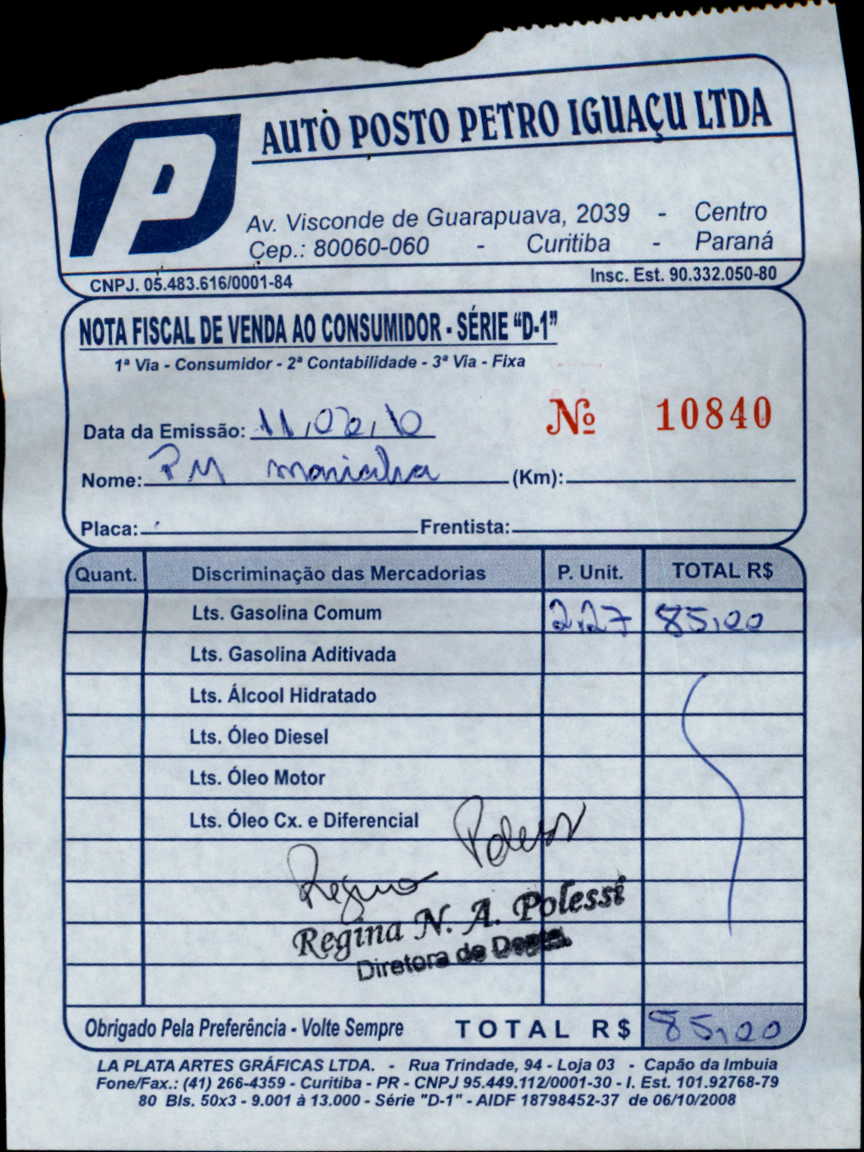 AUTO POSTO PETRO IGUAÇU LTDA
Av. Visconde de Guarapuava, 2039 - Centro
Cep.: 80060-060 - Curitiba - Paraná
CNPJ. 05.483.616/0001-84 Insc. Est. 90.332.050-80
NOTA FISCAL DE VENDA AO CONSUMIDOR - SÉRIE "D-1"
1ª Via - Consumidor - 2ª Contabilidade - 3ª Via - Fixa
Nº 10840
Data da Emissão: 11,02,10
Nome: PM marialva (Km):
Placa: Frentista:
Quant. Discriminação das Mercadorias P. Unit. TOTAL R$
Lts. Gasolina Comum 2,27 85,00
Lts. Gasolina Aditivada
Lts. Álcool Hidratado
Lts. Óleo Diesel
Lts. Óleo Motor
Lts. Óleo Cx. e Diferencial
Regina Polessi
Regina N. A. Polessi
Diretora de Depto.
Obrigado Pela Preferência - Volte Sempre TOTAL R$ 85,00
LA PLATA ARTES GRÁFICAS LTDA. - Rua Trindade, 94 - Loja 03 - Capão da Imbuia
Fone/Fax.: (41) 266-4359 - Curitiba - PR - CNPJ 95.449.112/0001-30 - I. Est. 101.92768-79
80 Bls. 50x3 - 9.001 à 13.000 - Série "D-1" - AIDF 18798452-37 de 06/10/2008